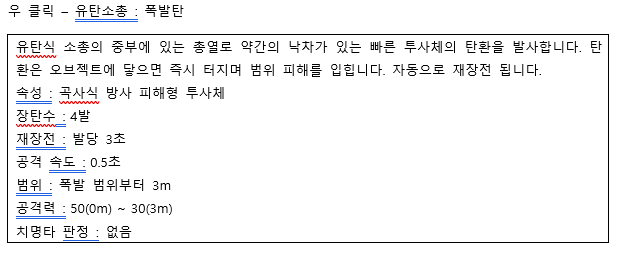 우 클릭 – 유탄소총 : 폭발탄
유탄식 소총의 중부에 있는 총열로 약간의 낙차가 있는 빠른 투사체의 탄환을 발사합니다. 탄
환은 오브젝트에 닿으면 즉시 터지며 범위 피해를 입힙니다. 자동으로 재장전 됩니다.
속성 : 곡사식 방사 피해형 투사체
장탄수 : 4발
재장전 : 발당 3초
공격 속도 : 0.5초
범위 : 폭발 범위부터 3m
공격력 : 50(0m) ~ 30(3m)
치명타 판정 : 없음